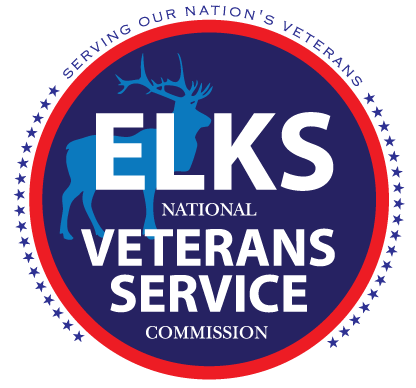 SERVING OUR NATION'S VETERANS
ELKS
NATIONAL
VETERANS
SERVICE
COMMISSION